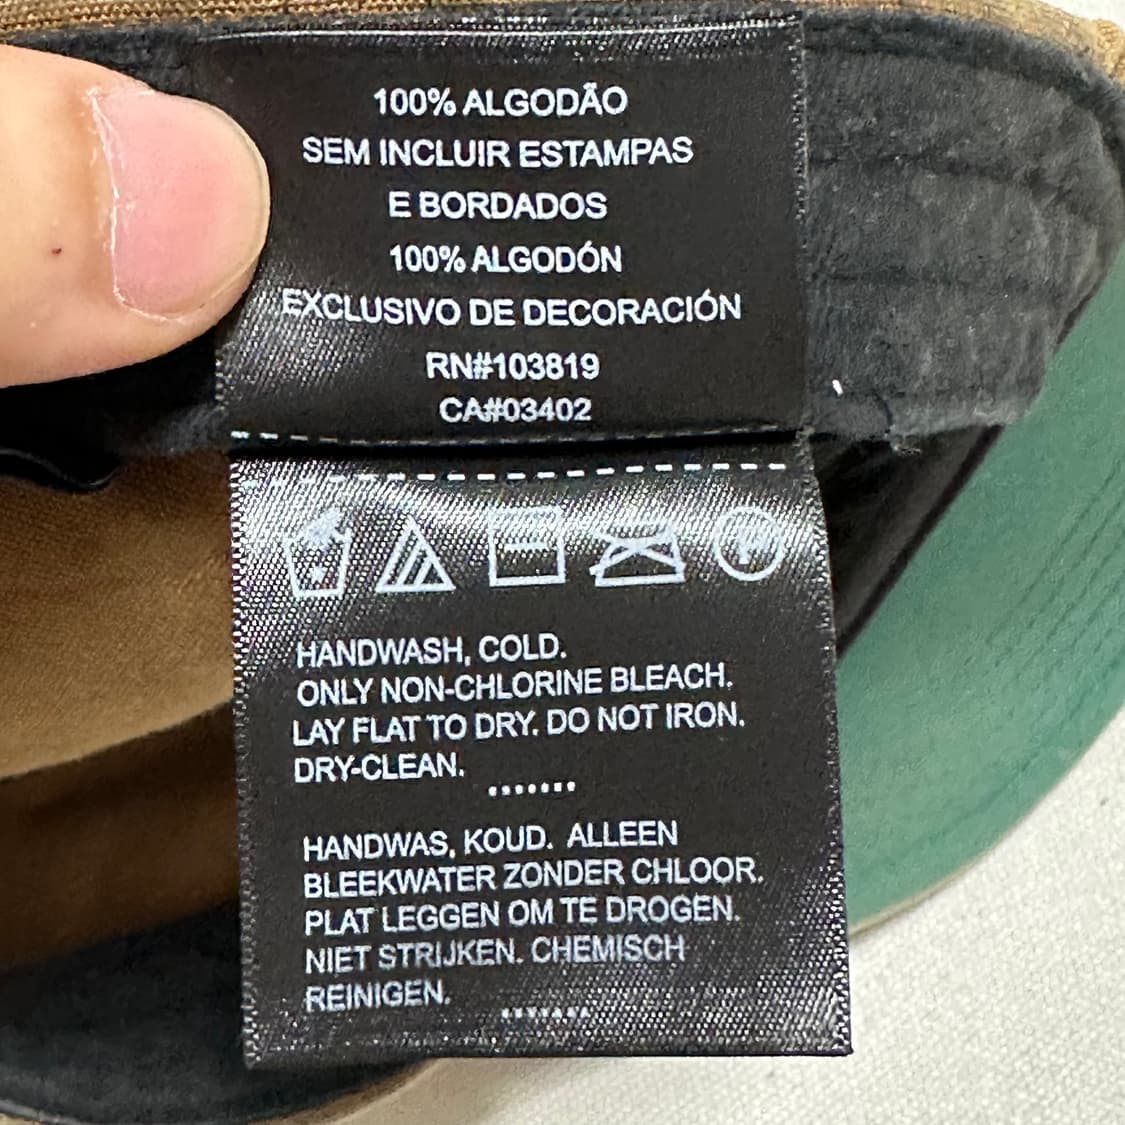 100% ALGODÃO
SEM INCLUIR ESTAMPAS
E BORDADOS
100% ALGODÓN
EXCLUSIVO DE DECORACIÓN
RN#103819
CA#03402
HANDWASH, COLD.
ONLY NON-CHLORINE BLEACH.
LAY FLAT TO DRY. DO NOT IRON.
DRY-CLEAN.
HANDWAS, KOUD. ALLEEN
BLEEKWATER ZONDER CHLOOR.
PLAT LEGGEN OM TE DROGEN.
NIET STRIJKEN. CHEMISCH
REINIGEN.